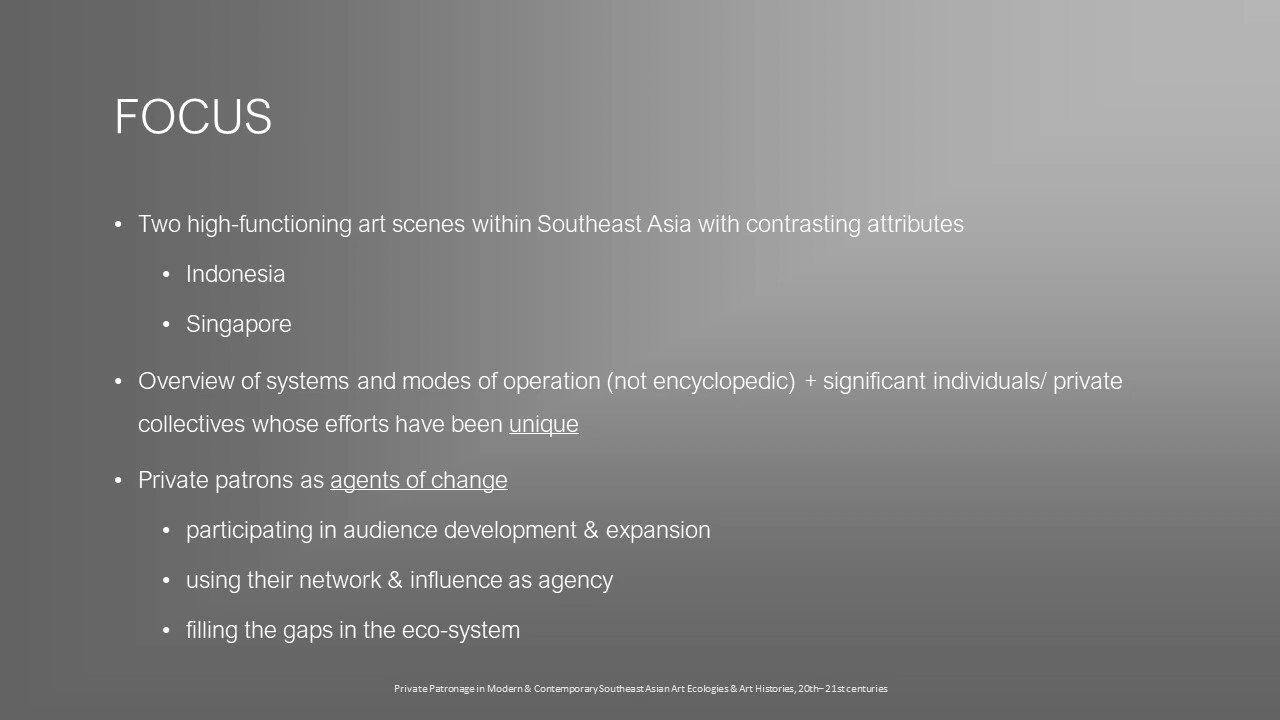 FOCUS
• Two high-functioning art scenes within Southeast Asia with contrasting attributes
• Indonesia
• Singapore
• Overview of systems and modes of operation (not encyclopedic) + significant individuals/ private
collectives whose efforts have been unique
• Private patrons as agents of change
• participating in audience development & expansion
• using their network & influence as agency
• filling the gaps in the eco-system
Private Patronage in Modern & Contemporary Southeast Asian Art Ecologies & Art Histories, 20th–21st centuries